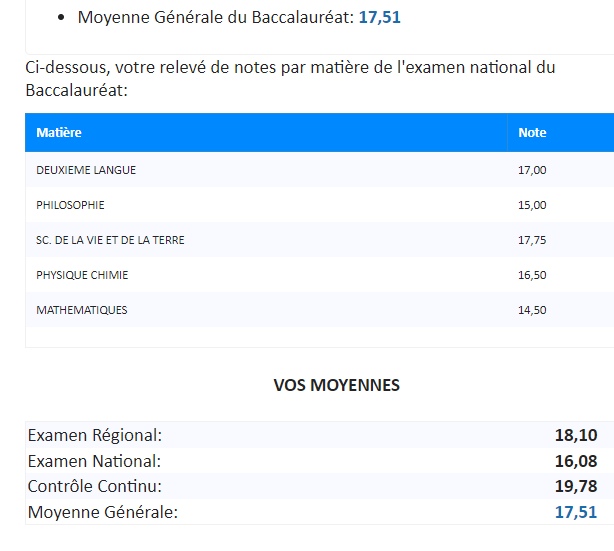 Moyenne Générale du Baccalauréat: 17,51
Ci-dessous, votre relevé de notes par matière de l'examen national du
Baccalauréat:
Matière Note
DEUXIEME LANGUE 17,00
PHILOSOPHIE 15,00
SC. DE LA VIE ET DE LA TERRE 17,75
PHYSIQUE CHIMIE 16,50
MATHEMATIQUES 14,50
VOS MOYENNES
Examen Régional: 18,10
Examen National: 16,08
Contrôle Continu: 19,78
Moyenne Générale: 17,51